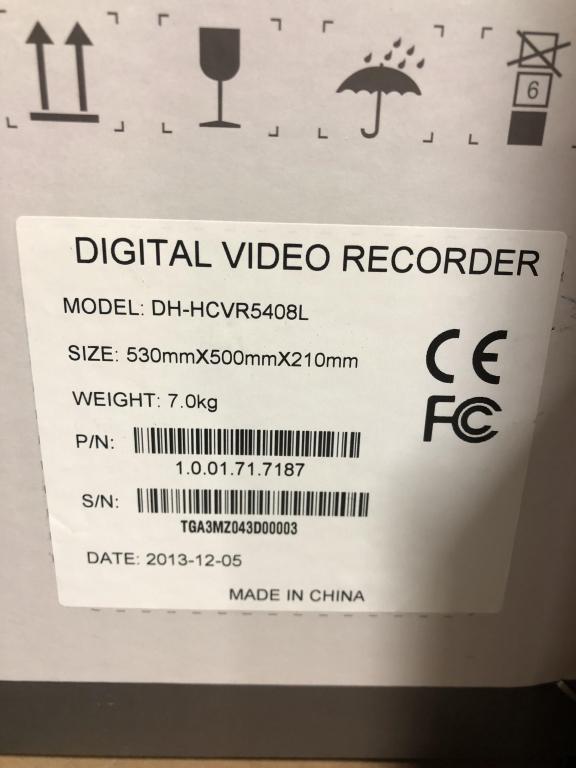 6
DIGITAL VIDEO RECORDER
MODEL: DH-HCVR5408L
SIZE: 530mmX500mmX210mm
WEIGHT: 7.0kg
CE
FC
P/N:
1.0.01.71.7187
S/N:
TGA3MZ043D00003
DATE: 2013-12-05
MADE IN CHINA